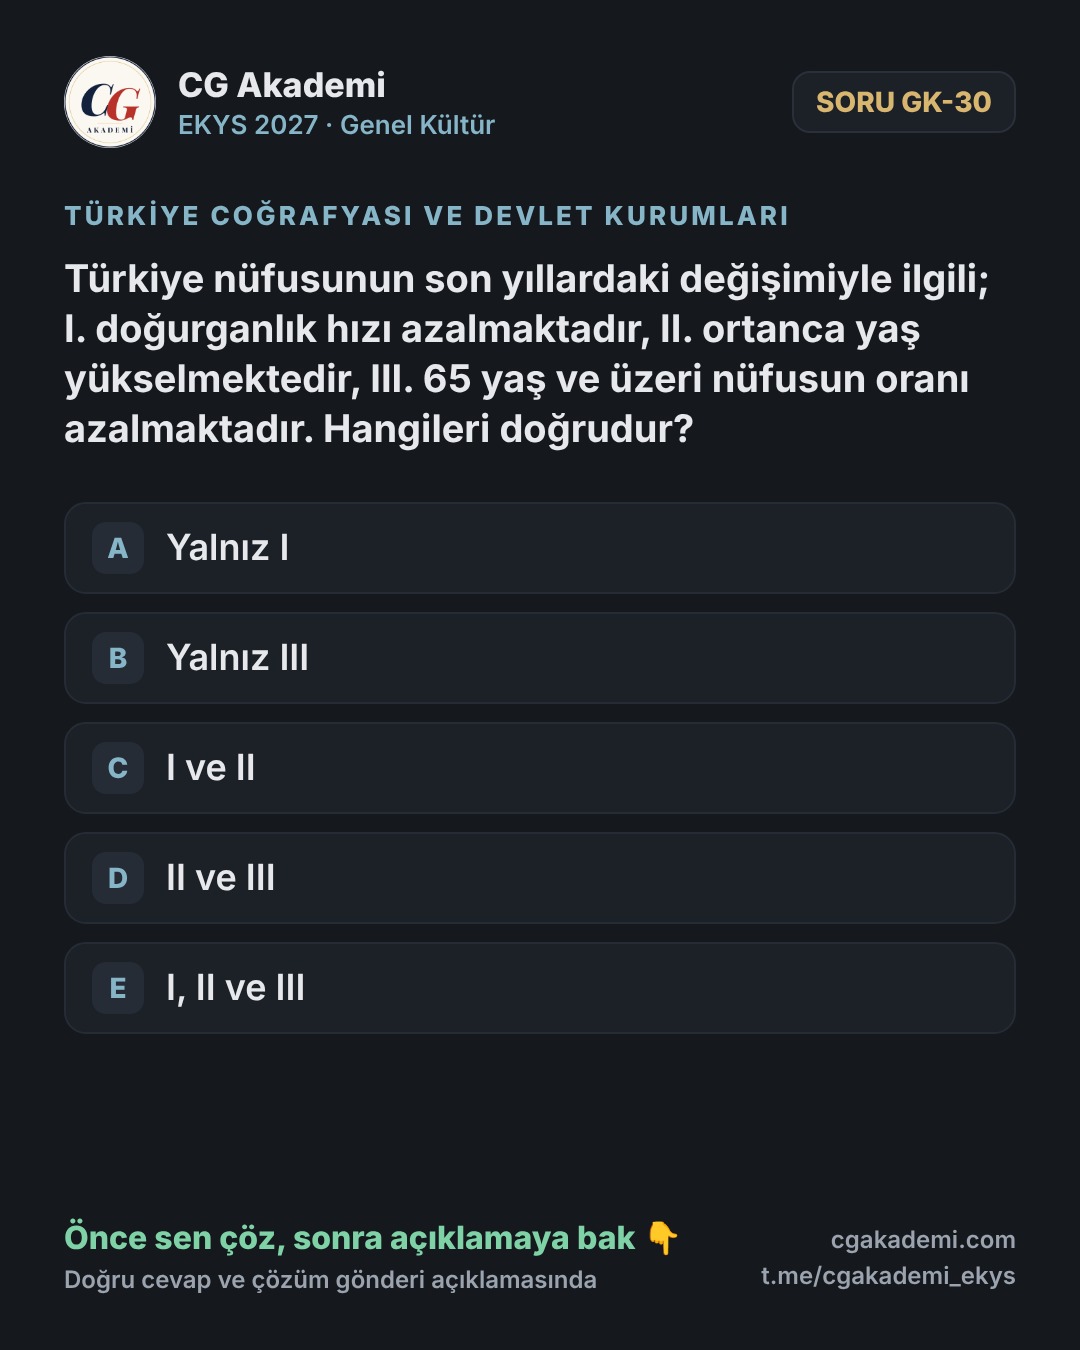 CG
AKADEMİ
CG Akademi
EKYS 2027 · Genel Kültür
SORU GK-30
TÜRKİYE COĞRAFYASI VE DEVLET KURUMLARI
Türkiye nüfusunun son yıllardaki değişimiyle ilgili;
I. doğurganlık hızı azalmaktadır, II. ortanca yaş
yükselmektedir, III. 65 yaş ve üzeri nüfusun oranı
azalmaktadır. Hangileri doğrudur?
A Yalnız I
B Yalnız III
C I ve II
D II ve III
E I, II ve III
Önce sen çöz, sonra açıklamaya bak 👇
Doğru cevap ve çözüm gönderi açıklamasında
cgakademi.com
t.me/cgakademi_ekys